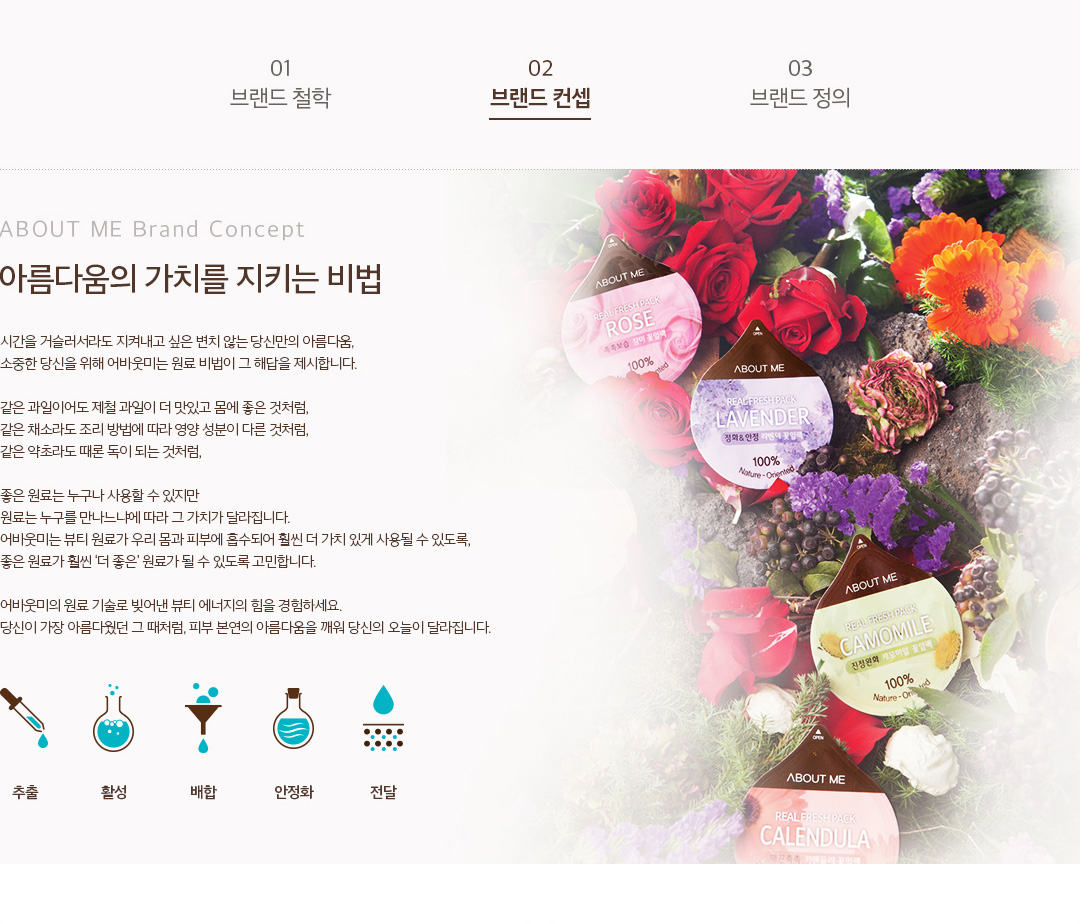 01
브랜드 철학
02
브랜드 컨셉
03
브랜드 정의
ABOUT ME Brand Concept
아름다움의 가치를 지키는 비법
시간을 거슬러서라도 지켜내고 싶은 변치 않는 당신만의 아름다움,
소중한 당신을 위해 어바웃미는 원료 비법이 그 해답을 제시합니다.
같은 과일이어도 제철 과일이 더 맛있고 몸에 좋은 것처럼,
같은 채소라도 조리 방법에 따라 영양 성분이 다른 것처럼,
같은 약초라도 때론 독이 되는 것처럼,
좋은 원료는 누구나 사용할 수 있지만
원료는 누구를 만나느냐에 따라 그 가치가 달라집니다.
어바웃미는 뷰티 원료가 우리 몸과 피부에 흡수되어 훨씬 더 가치 있게 사용될 수 있도록,
좋은 원료가 훨씬 ‘더 좋은’ 원료가 될 수 있도록 고민합니다.
어바웃미의 원료 기술로 빚어낸 뷰티 에너지의 힘을 경험하세요.
당신이 가장 아름다웠던 그 때처럼, 피부 본연의 아름다움을 깨워 당신의 오늘이 달라집니다.
추출
활성
배합
안정화
전달
OPEN
ABOUT ME
REAL FRESH PACK
ROSE
촉촉보습 장미 꽃잎팩
100%
OPEN
ABOUT ME
REAL FRESH PACK
LAVENDER
정화&안정 라벤더 꽃잎팩
100%
Nature - Oriented
OPEN
ABOUT ME
REAL FRESH PACK
CAMOMILE
진정완화 캐모마일 꽃잎팩
100%
OPEN
ABOUT ME
REAL FRESH PACK
CALENDULA